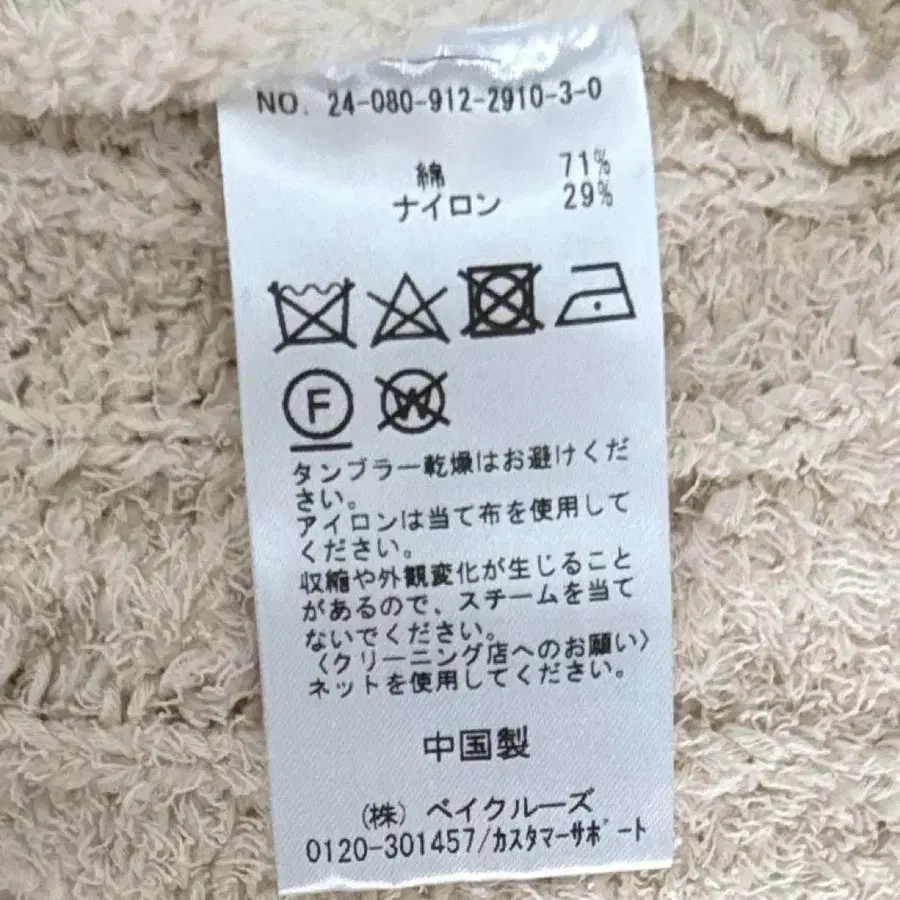 NO. 24-080-912-2910-3-0
綿 71%
ナイロン 29%
F
W
タンブラー乾燥はお避けくだ
さい。
アイロンは当て布を使用して
ください。
収縮や外観変化が生じること
があるので、スチームを当て
ないでください。
〈クリーニング店へのお願い〉
ネットを使用してください。
中国製
(株) ベイクルーズ
0120-301457/カスタマーサポート